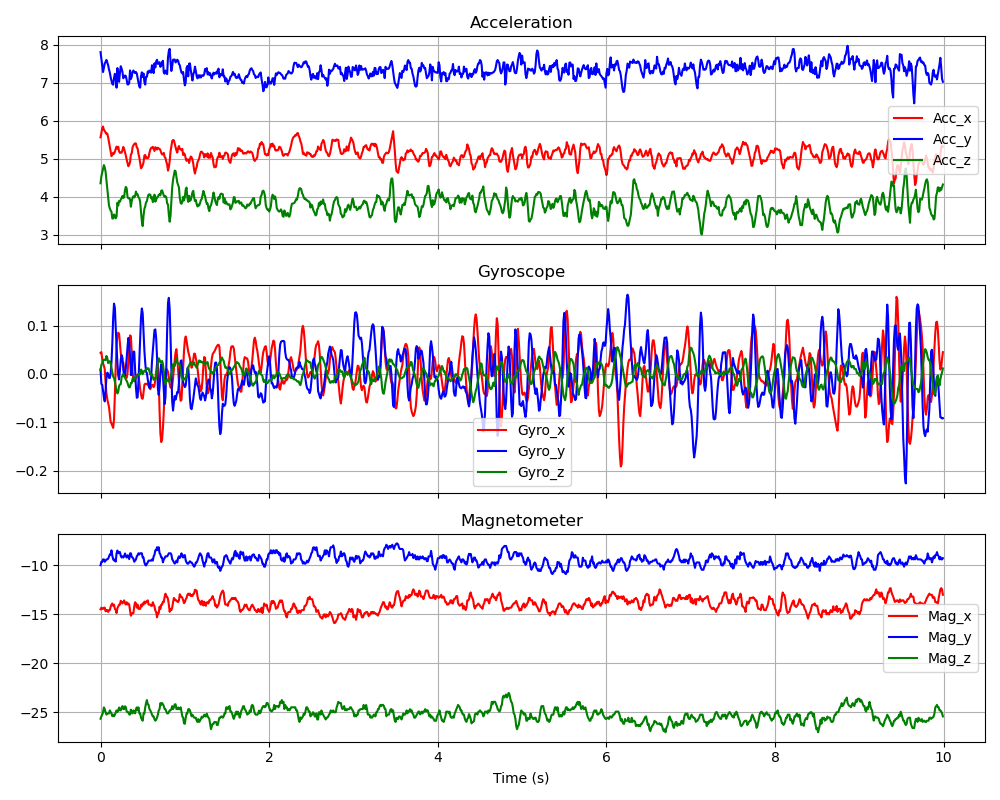 Acceleration
8
7
6
5
4
3
Acc_x
Acc_y
Acc_z
Gyroscope
0.1
0.0
−0.1
−0.2
Gyro_x
Gyro_y
Gyro_z
Magnetometer
−10
−15
−20
−25
Mag_x
Mag_y
Mag_z
0 2 4 6 8 10
Time (s)